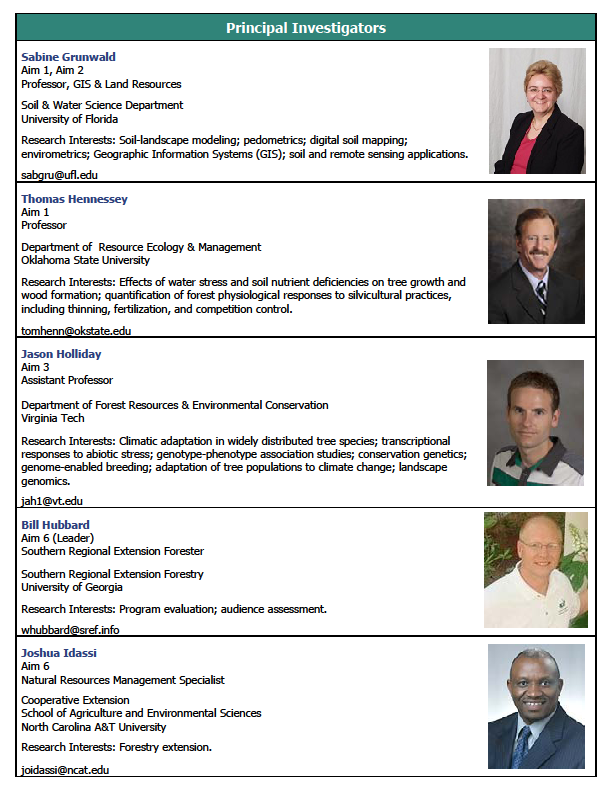 Principal Investigators
Sabine Grunwald
Aim 1, Aim 2
Professor, GIS & Land Resources
Soil & Water Science Department
University of Florida
Research Interests: Soil-landscape modeling; pedometrics; digital soil mapping;
envirometrics; Geographic Information Systems (GIS); soil and remote sensing applications.
sabgru@ufl.edu
Thomas Hennessey
Aim 1
Professor
Department of  Resource Ecology & Management
Oklahoma State University
Research Interests: Effects of water stress and soil nutrient deficiencies on tree growth and
wood formation; quantification of forest physiological responses to silvicultural practices,
including thinning, fertilization, and competition control.
tomhenn@okstate.edu
Jason Holliday
Aim 3
Assistant Professor
Department of Forest Resources & Environmental Conservation
Virginia Tech
Research Interests: Climatic adaptation in widely distributed tree species; transcriptional
responses to abiotic stress; genotype-phenotype association studies; conservation genetics;
genome-enabled breeding; adaptation of tree populations to climate change; landscape
genomics.
jah1@vt.edu
Bill Hubbard
Aim 6 (Leader)
Southern Regional Extension Forester
Southern Regional Extension Forestry
University of Georgia
Research Interests: Program evaluation; audience assessment.
whubbard@sref.info
Joshua Idassi
Aim 6
Natural Resources Management Specialist
Cooperative Extension
School of Agriculture and Environmental Sciences
North Carolina A&T University
Research Interests: Forestry extension.
joidassi@ncat.edu